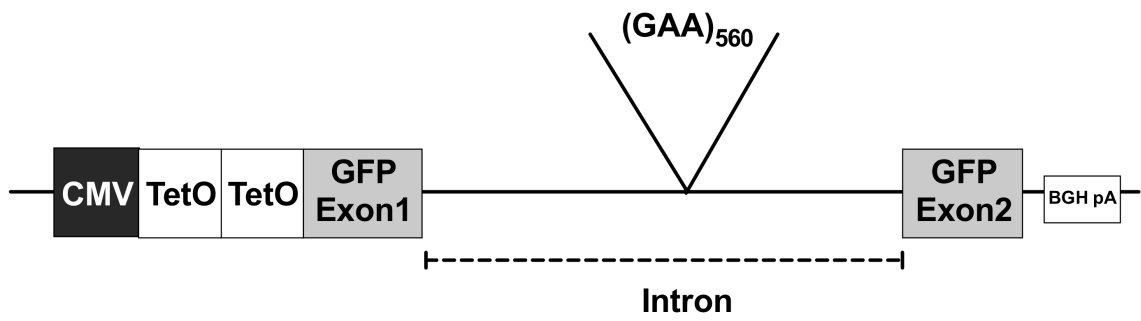 (GAA)560
CMV TetO TetO GFP Exon1
GFP Exon2
BGH pA
Intron